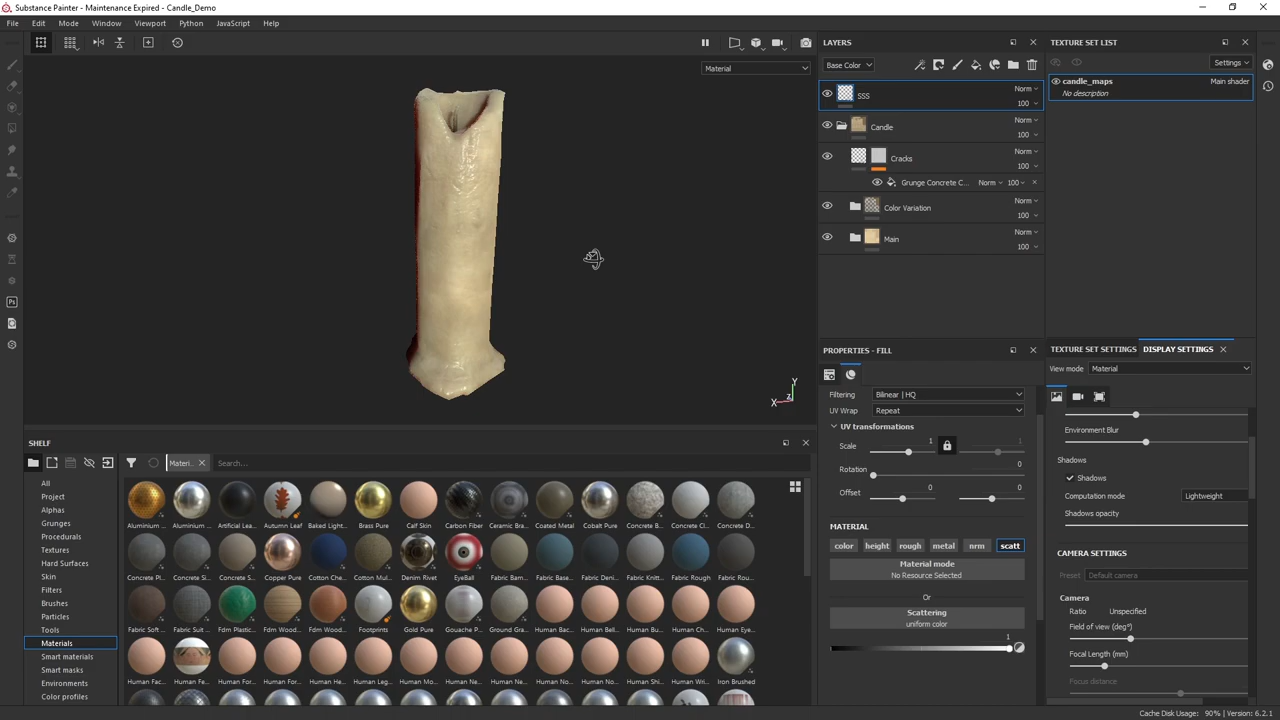 Substance Painter - Maintenance Expired - Candle_Demo
File Edit Mode Window Viewport Python JavaScript Help
Material
LAYERS
Base Color
SSS
Norm
100
Candle
Norm
100
Cracks
Norm
100
Grunge Concrete C... Norm 100
Color Variation
Norm
100
Main
Norm
100
TEXTURE SET LIST
Settings
candle_maps Main shader
No description
X Z Y
PROPERTIES - FILL
Filtering Bilinear | HQ
UV Wrap Repeat
UV transformations
Scale 1 1
Rotation 0
Offset 0 0
MATERIAL
color height rough metal nrm scatt
Material mode
No Resource Selected
Or
Scattering
uniform color
1
TEXTURE SET SETTINGS DISPLAY SETTINGS
View mode Material
Environment Blur
Shadows
Shadows
Computation mode Lightweight
Shadows opacity
CAMERA SETTINGS
Preset Default camera
Camera
Ratio Unspecified
Field of view (deg°)
Focal Length (mm)
Focus distance
SHELF
Materi...
Search...
All
Project
Alphas
Grunges
Procedurals
Textures
Hard Surfaces
Skin
Filters
Brushes
Particles
Tools
Materials
Smart materials
Smart masks
Environments
Color profiles
Aluminium ... Aluminium ... Artificial Lea... Autumn Leaf Baked Light... Brass Pure Calf Skin Carbon Fiber Ceramic Bra... Coated Metal Cobalt Pure Concrete B... Concrete Cl... Concrete D...
Concrete Pl... Concrete Si... Concrete S... Copper Pure Cotton Che... Cotton Mul... Denim Rivet EyeBall Fabric Bam... Fabric Base... Fabric Deni... Fabric Knitt... Fabric Rough Fabric Rou...
Fabric Soft ... Fabric Suit ... Fdm Plastic... Fdm Wood... Fdm Wood... Footprints Gold Pure Gouache P... Ground Gra... Human Bac... Human Bel... Human Bu... Human Ch... Human Eye...
Human Fac... Human Fe... Human For... Human For... Human He... Human Leg... Human Mo... Human Ne... Human Ne... Human No... Human No... Human Shi... Human Wri... Iron Brushed
Ps
Cache Disk Usage: 90% | Version: 6.2.1